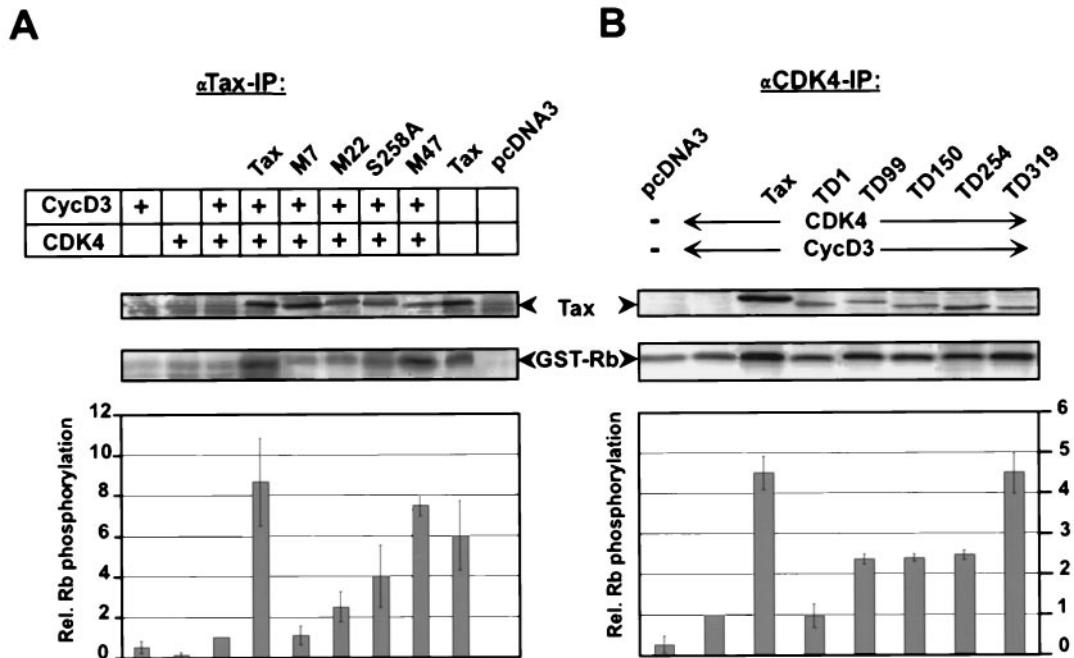 A
αTax-IP:
Tax M7 M22 S258A M47 Tax pcDNA3
CycD3 + + + + + + +
CDK4 + + + + + + +
Tax
GST-Rb
Rel. Rb phosphorylation
12
10
8
6
4
2
0
B
αCDK4-IP:
pcDNA3 Tax TD1 TD99 TD150 TD254 TD319
- CDK4
- CycD3
6
5
4
3
2
1
0
Rel. Rb phosphorylation